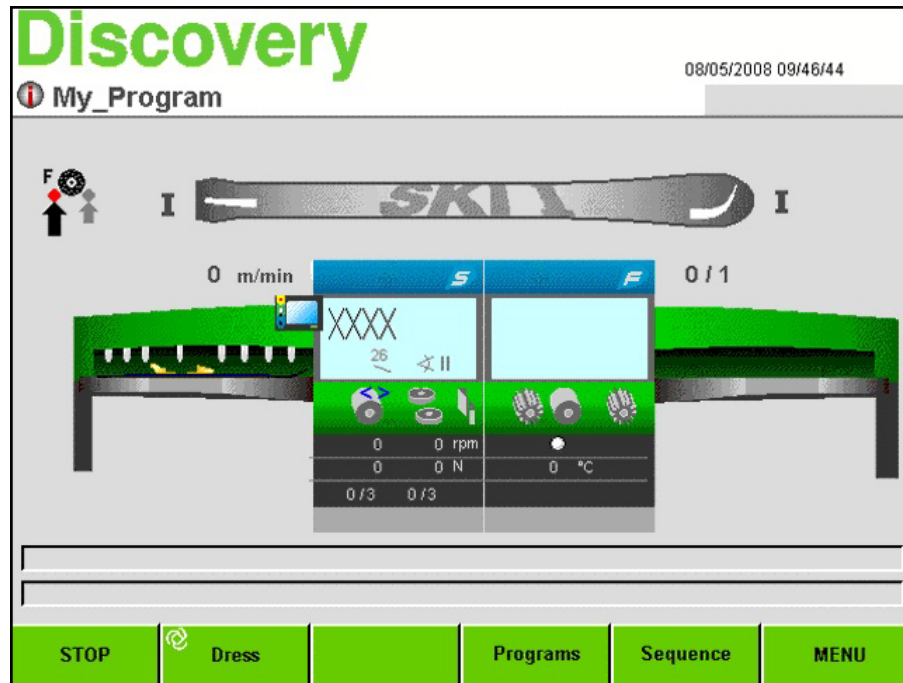 Discovery
08/05/2008 09/46/44
My_Program
F
I
I
0 m/min
S
F
0 / 1
XXXX
26
II
< >
0 0 rpm
0 0 N
0 °C
0 / 3 0 / 3
STOP
Dress
Programs
Sequence
MENU